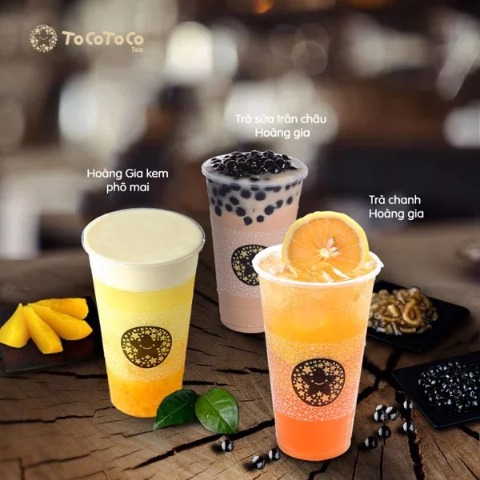 ToCoToCo
Tea
Trà sữa trân châu
Hoàng gia
Hoàng Gia kem
phô mai
Trà chanh
Hoàng gia